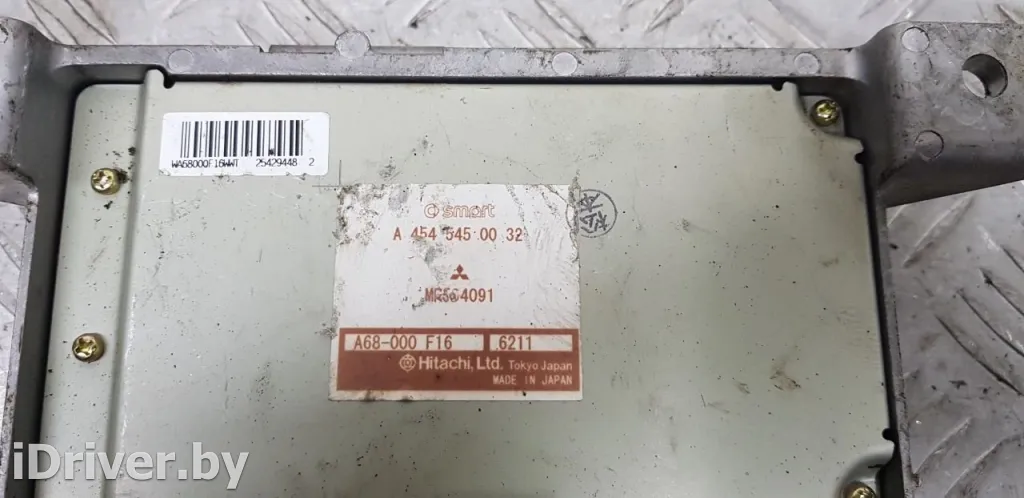 WA68000F16WWT 25429448 2
smart
A 454 545 00 32
A68-000 F16 6211
Hitachi, Ltd. Tokyo Japan
MADE IN JAPAN
iDriver.by